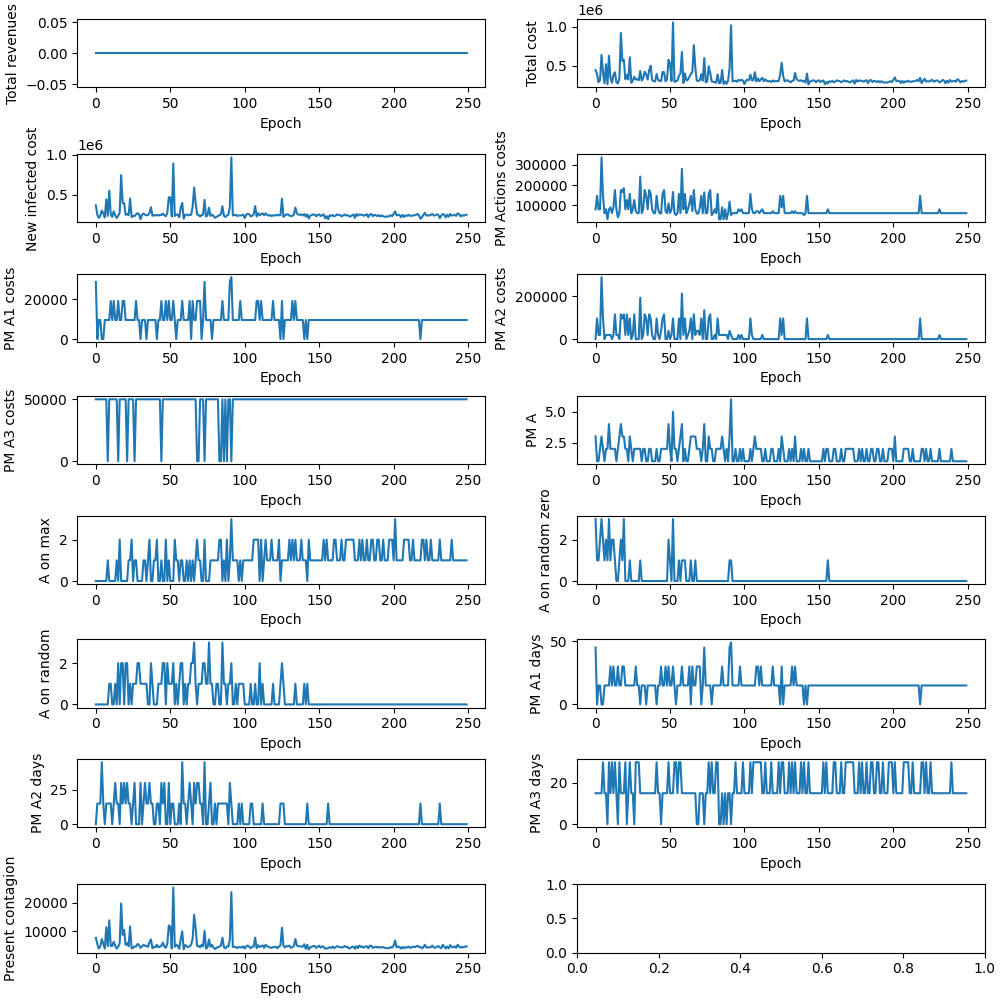 Total revenues
0.05
0.00
−0.05
0 50 100 150 200 250
Epoch
1e6
Total cost
1.0
0.5
0 50 100 150 200 250
Epoch
1e6
New infected cost
1.0
0.5
0 50 100 150 200 250
Epoch
PM Actions costs
300000
200000
100000
0 50 100 150 200 250
Epoch
PM A1 costs
20000
0
0 50 100 150 200 250
Epoch
PM A2 costs
200000
0
0 50 100 150 200 250
Epoch
PM A3 costs
50000
0
0 50 100 150 200 250
Epoch
PM A
5.0
2.5
0 50 100 150 200 250
Epoch
A on max
2
0
0 50 100 150 200 250
Epoch
A on random zero
2
0
0 50 100 150 200 250
Epoch
A on random
2
0
0 50 100 150 200 250
Epoch
PM A1 days
50
0
0 50 100 150 200 250
Epoch
PM A2 days
25
0
0 50 100 150 200 250
Epoch
PM A3 days
20
0
0 50 100 150 200 250
Epoch
Present contagion
20000
10000
0 50 100 150 200 250
Epoch
1.0
0.5
0.0
0.0 0.2 0.4 0.6 0.8 1.0